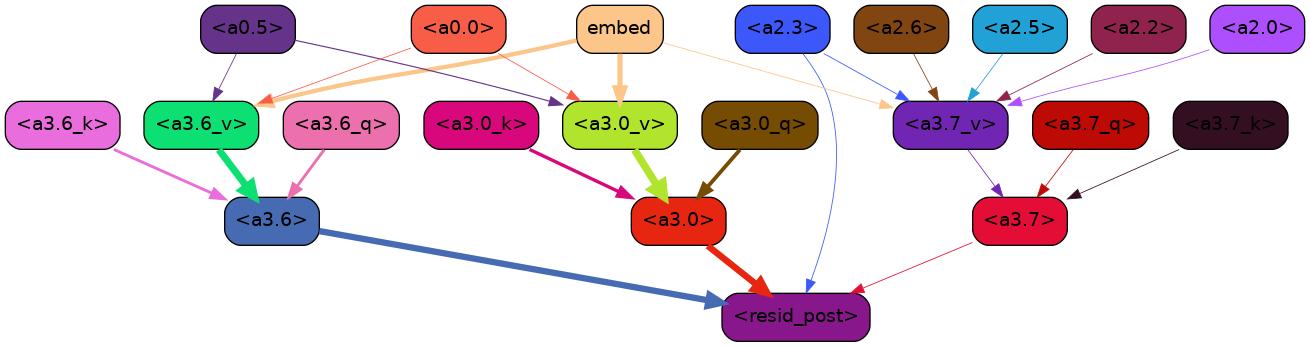 <a0.5> <a0.0> embed <a2.3> <a2.6> <a2.5> <a2.2> <a2.0>
<a3.6_k> <a3.6_v> <a3.6_q> <a3.0_k> <a3.0_v> <a3.0_q> <a3.7_v> <a3.7_q> <a3.7_k>
<a3.6> <a3.0> <a3.7>
<resid_post>